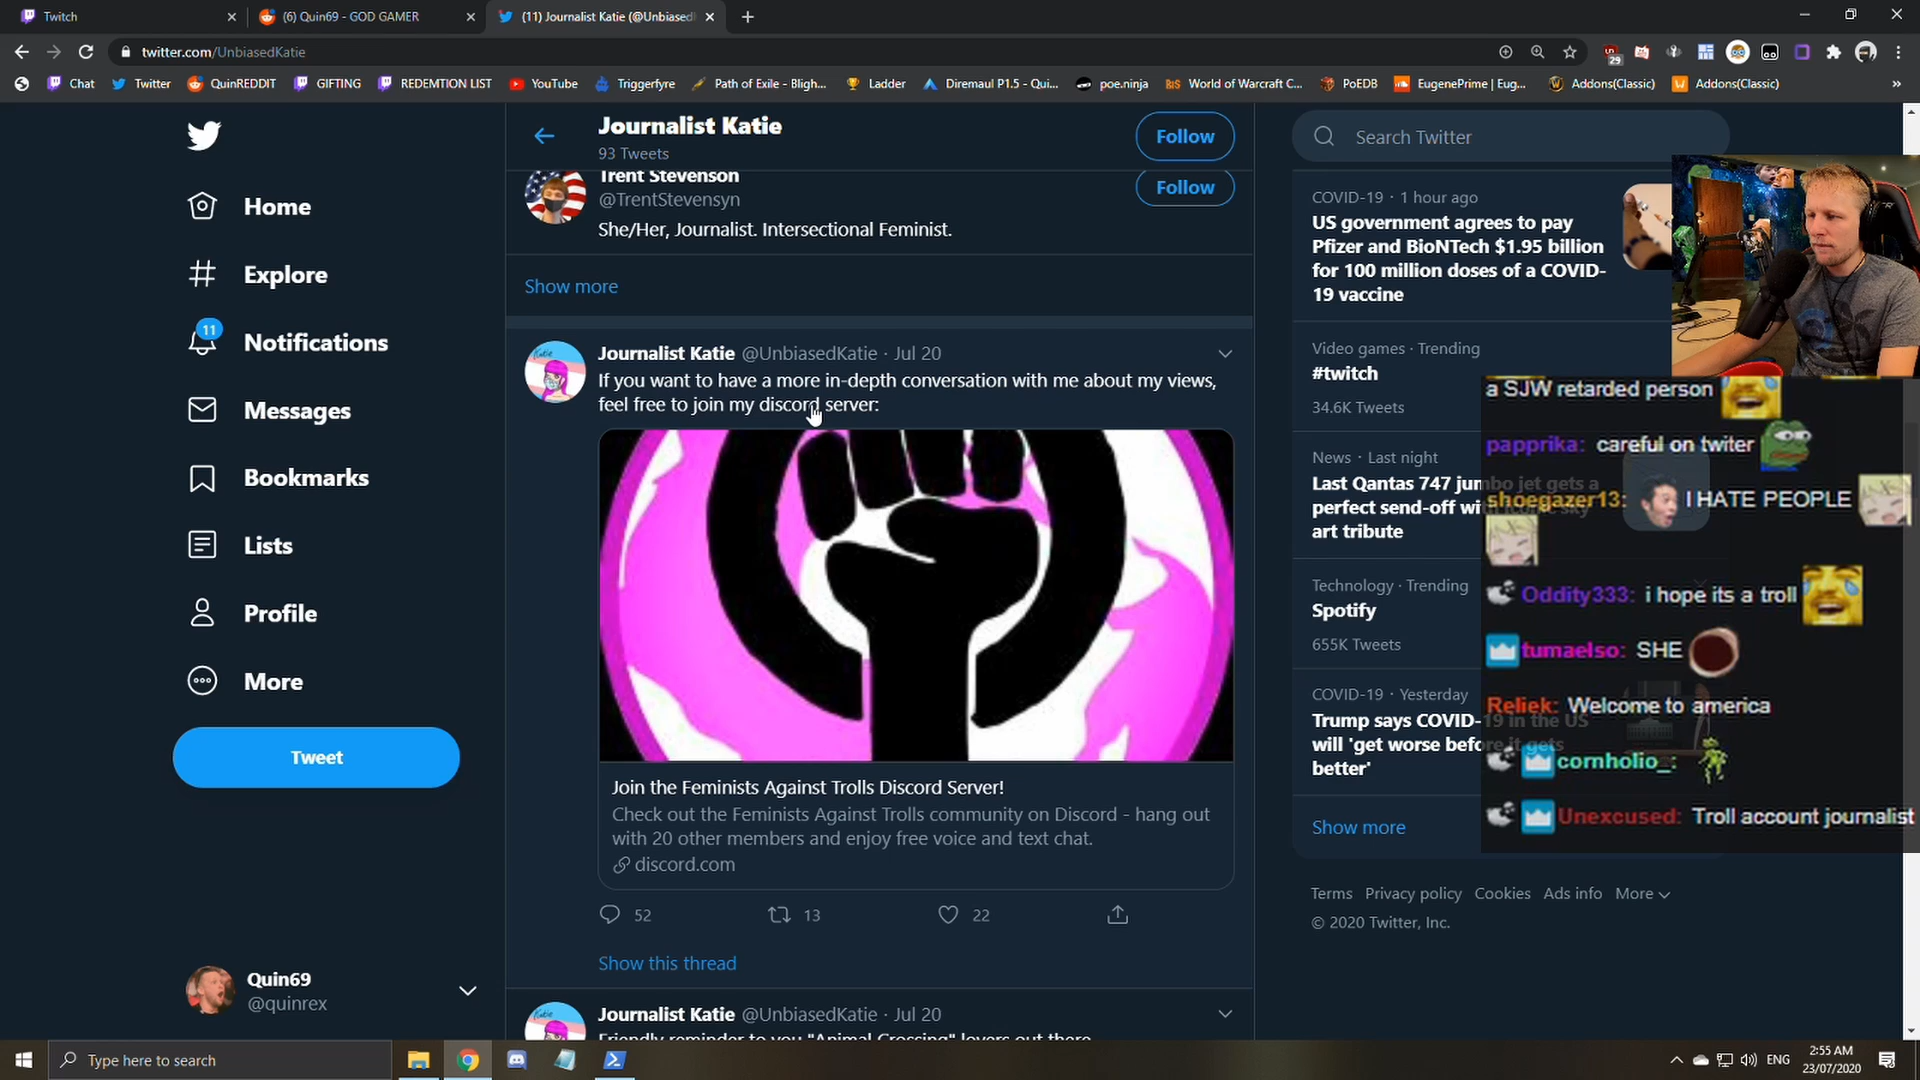 Twitch
(6) Quin69 - GOD GAMER
(11) Journalist Katie (@Unbiased
twitter.com/UnbiasedKatie
29
Chat
Twitter
QuinREDDIT
GIFTING
REDEMTION LIST
YouTube
Triggerfyre
Path of Exile - Bligh...
Ladder
Diremaul P1.5 - Qui...
poe.ninja
World of Warcraft C...
PoEDB
EugenePrime | Eug...
Addons(Classic)
Addons(Classic)
Home
Explore
11
Notifications
Messages
Bookmarks
Lists
Profile
More
Tweet
Quin69
@quinrex
Journalist Katie
93 Tweets
Follow
Trent Stevenson
@TrentStevensyn
Follow
She/Her, Journalist. Intersectional Feminist.
Show more
Journalist Katie @UnbiasedKatie · Jul 20
If you want to have a more in-depth conversation with me about my views,
feel free to join my discord server:
Join the Feminists Against Trolls Discord Server!
Check out the Feminists Against Trolls community on Discord - hang out
with 20 other members and enjoy free voice and text chat.
discord.com
52
13
22
Show this thread
Journalist Katie @UnbiasedKatie · Jul 20
Friendly reminder to you "Animal Crossing" lovers out there
Search Twitter
COVID-19 · 1 hour ago
US government agrees to pay
Pfizer and BioNTech $1.95 billion
for 100 million doses of a COVID-
19 vaccine
Video games · Trending
#twitch
34.6K Tweets
News · Last night
Last Qantas 747 jumbo jet gets a
perfect send-off with iconic sky
art tribute
Technology · Trending
Spotify
655K Tweets
COVID-19 · Yesterday
Trump says COVID-19 in the US
will 'get worse before it gets
better'
Show more
Terms Privacy policy Cookies Ads info More
© 2020 Twitter, Inc.
a SJW retarded person
papprika: careful on twiter
shoegazer13: I HATE PEOPLE
Oddity333: i hope its a troll
tumaelso: SHE
Reliek: Welcome to america
cornholio_:
Unexcused: Troll account journalist
Type here to search
ENG
2:55 AM
23/07/2020